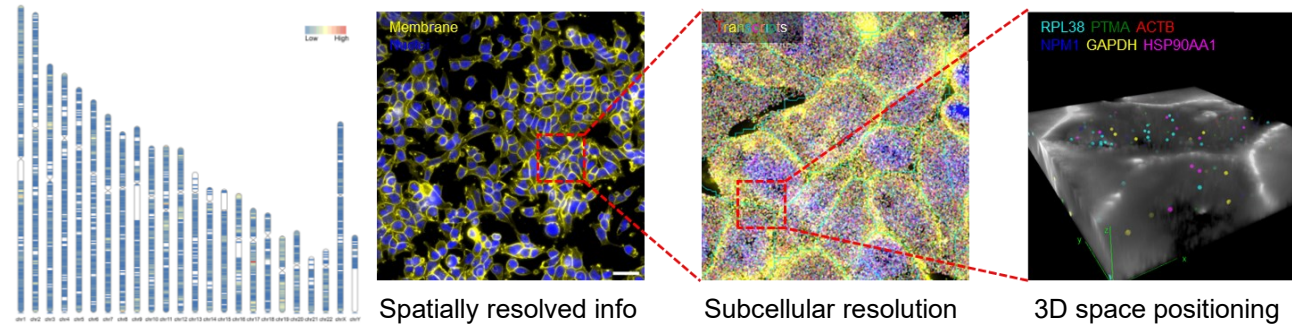 Low High
chr1 chr2 chr3 chr4 chr5 chr6 chr7 chr8 chr9 chr10 chr11 chr12 chr13 chr14 chr15 chr16 chr17 chr18 chr19 chr20 chr21 chr22 chrX chrY
Membrane
Nuclei
Transcripts
RPL38 PTMA ACTB
NPM1 GAPDH HSP90AA1
y z x
Spatially resolved info
Subcellular resolution
3D space positioning